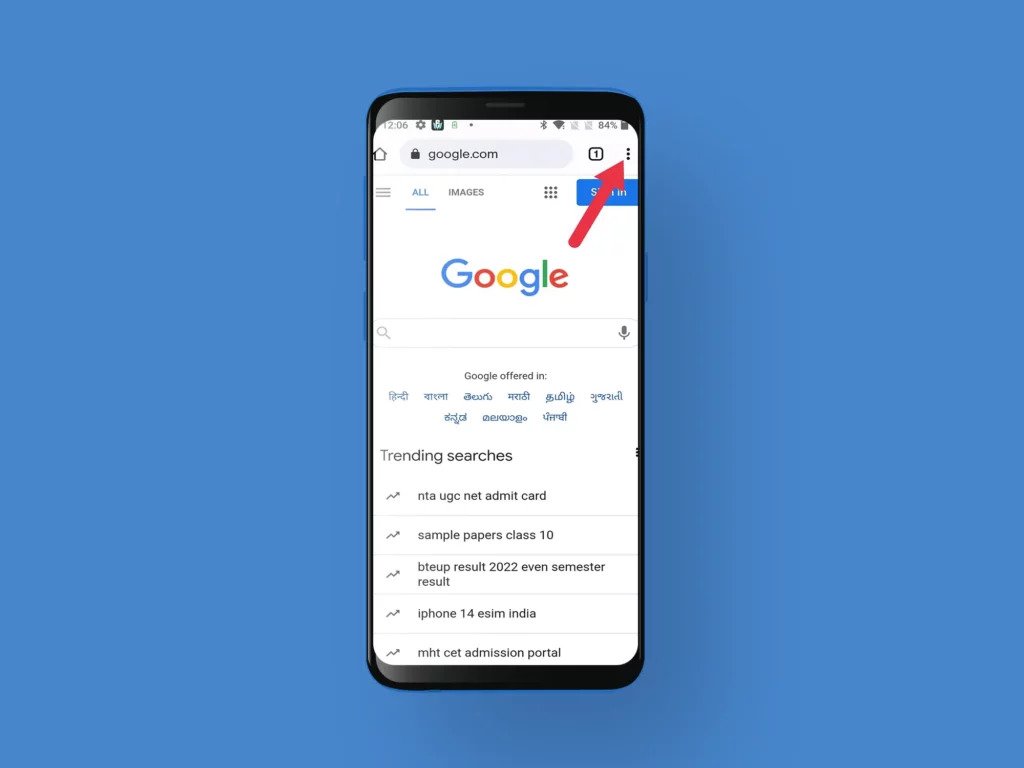 12:06 84%
google.com 1
ALL IMAGES Sign in
Google
Google offered in:
हिन्दी বাংলা తెలుగు मराठी தமிழ் ગુજરાતી
ಕನ್ನಡ മലയാളം ਪੰਜਾਬੀ
Trending searches
nta ugc net admit card
sample papers class 10
bteup result 2022 even semester
result
iphone 14 esim india
mht cet admission portal